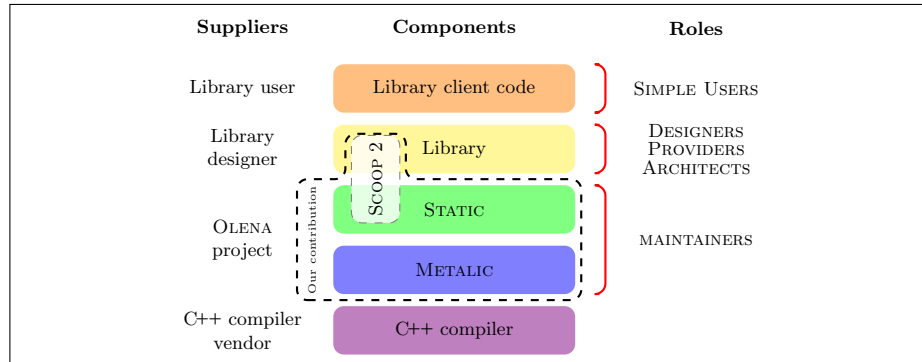 Suppliers Components Roles
Library user Library client code SIMPLE USERS
Library
designer
Library
DESIGNERS
PROVIDERS
ARCHITECTS
SCOOP 2
Our contribution
OLENA
project
STATIC
METALIC
MAINTAINERS
C++ compiler
vendor
C++ compiler